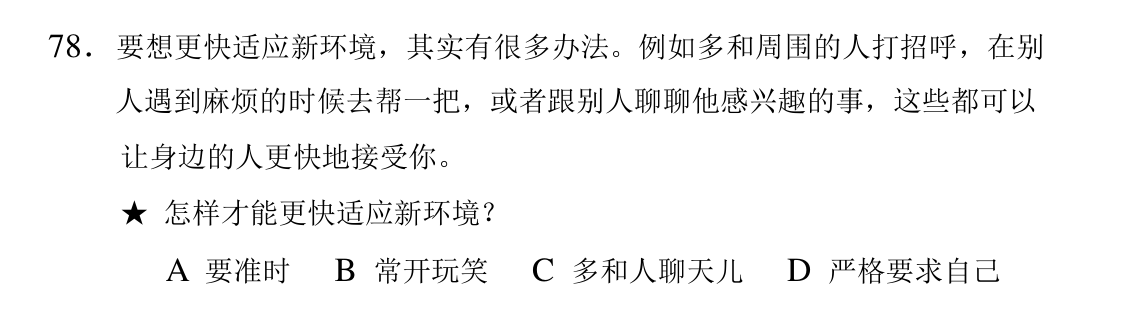 78．要想更快适应新环境，其实有很多办法。例如多和周围的人打招呼，在别
人遇到麻烦的时候去帮一把，或者跟别人聊聊他感兴趣的事，这些都可以
让身边的人更快地接受你。
★ 怎样才能更快适应新环境？
A 要准时 B 常开玩笑 C 多和人聊天儿 D 严格要求自己